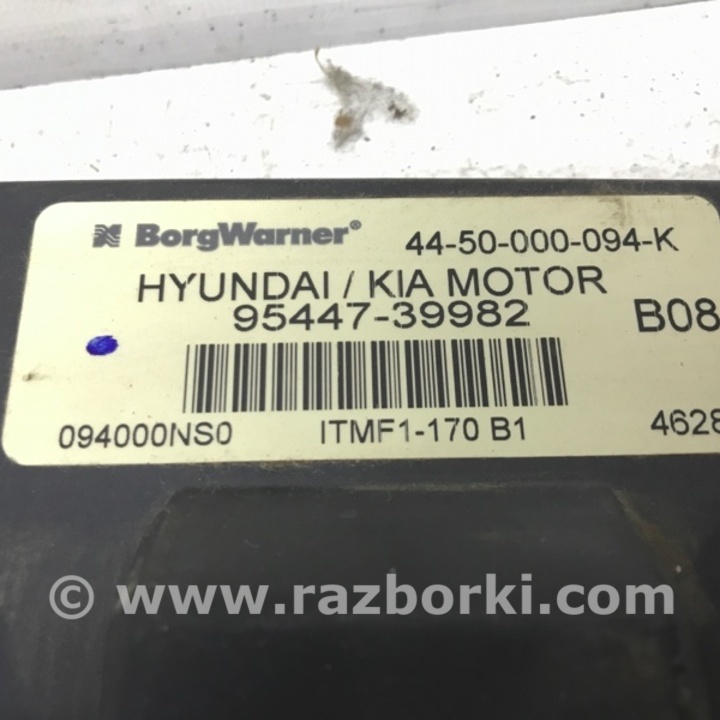 BorgWarner® 44-50-000-094-K
HYUNDAI / KIA MOTOR
95447-39982 B08
094000NS0 ITMF1-170 B1 4628
© www.razborki.com